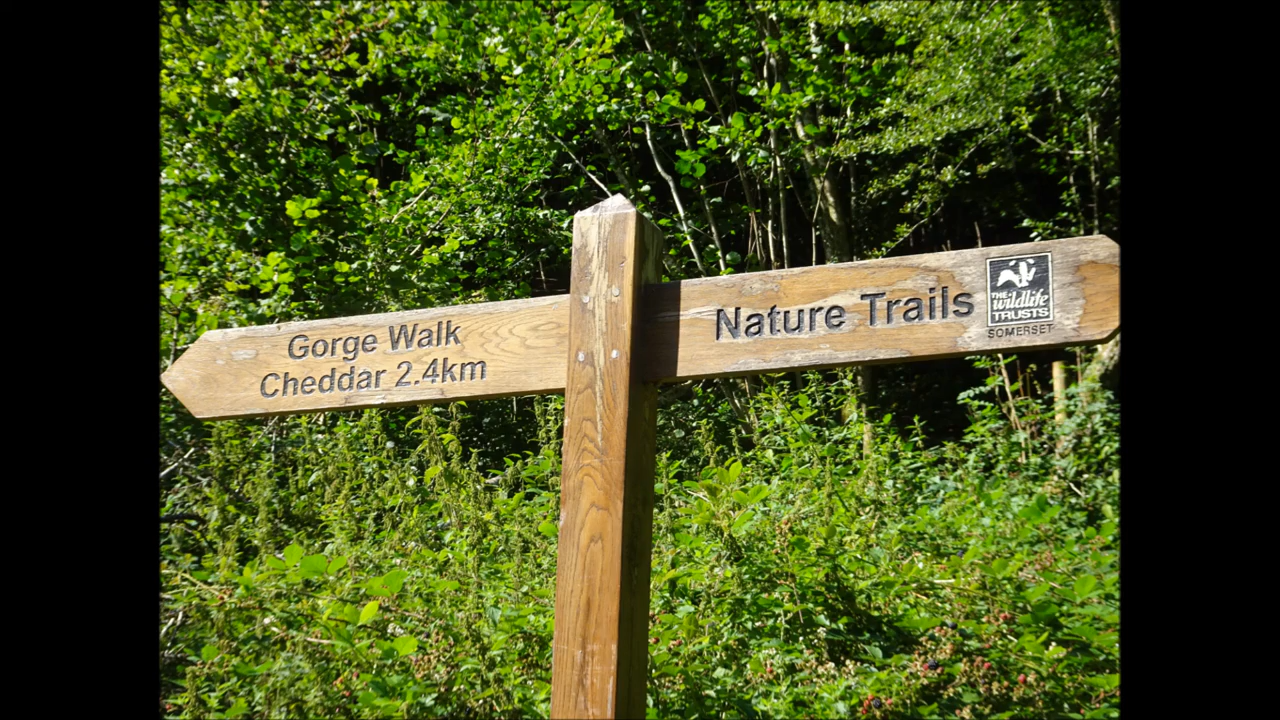 Gorge Walk
Cheddar 2.4km
Nature Trails
THE
wildlife
TRUSTS
SOMERSET